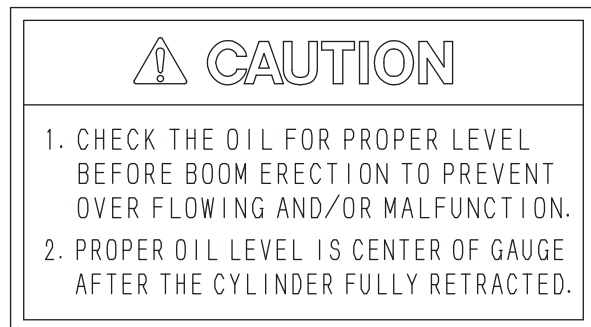 CAUTION
1. CHECK THE OIL FOR PROPER LEVEL
BEFORE BOOM ERECTION TO PREVENT
OVER FLOWING AND/OR MALFUNCTION.
2. PROPER OIL LEVEL IS CENTER OF GAUGE
AFTER THE CYLINDER FULLY RETRACTED.